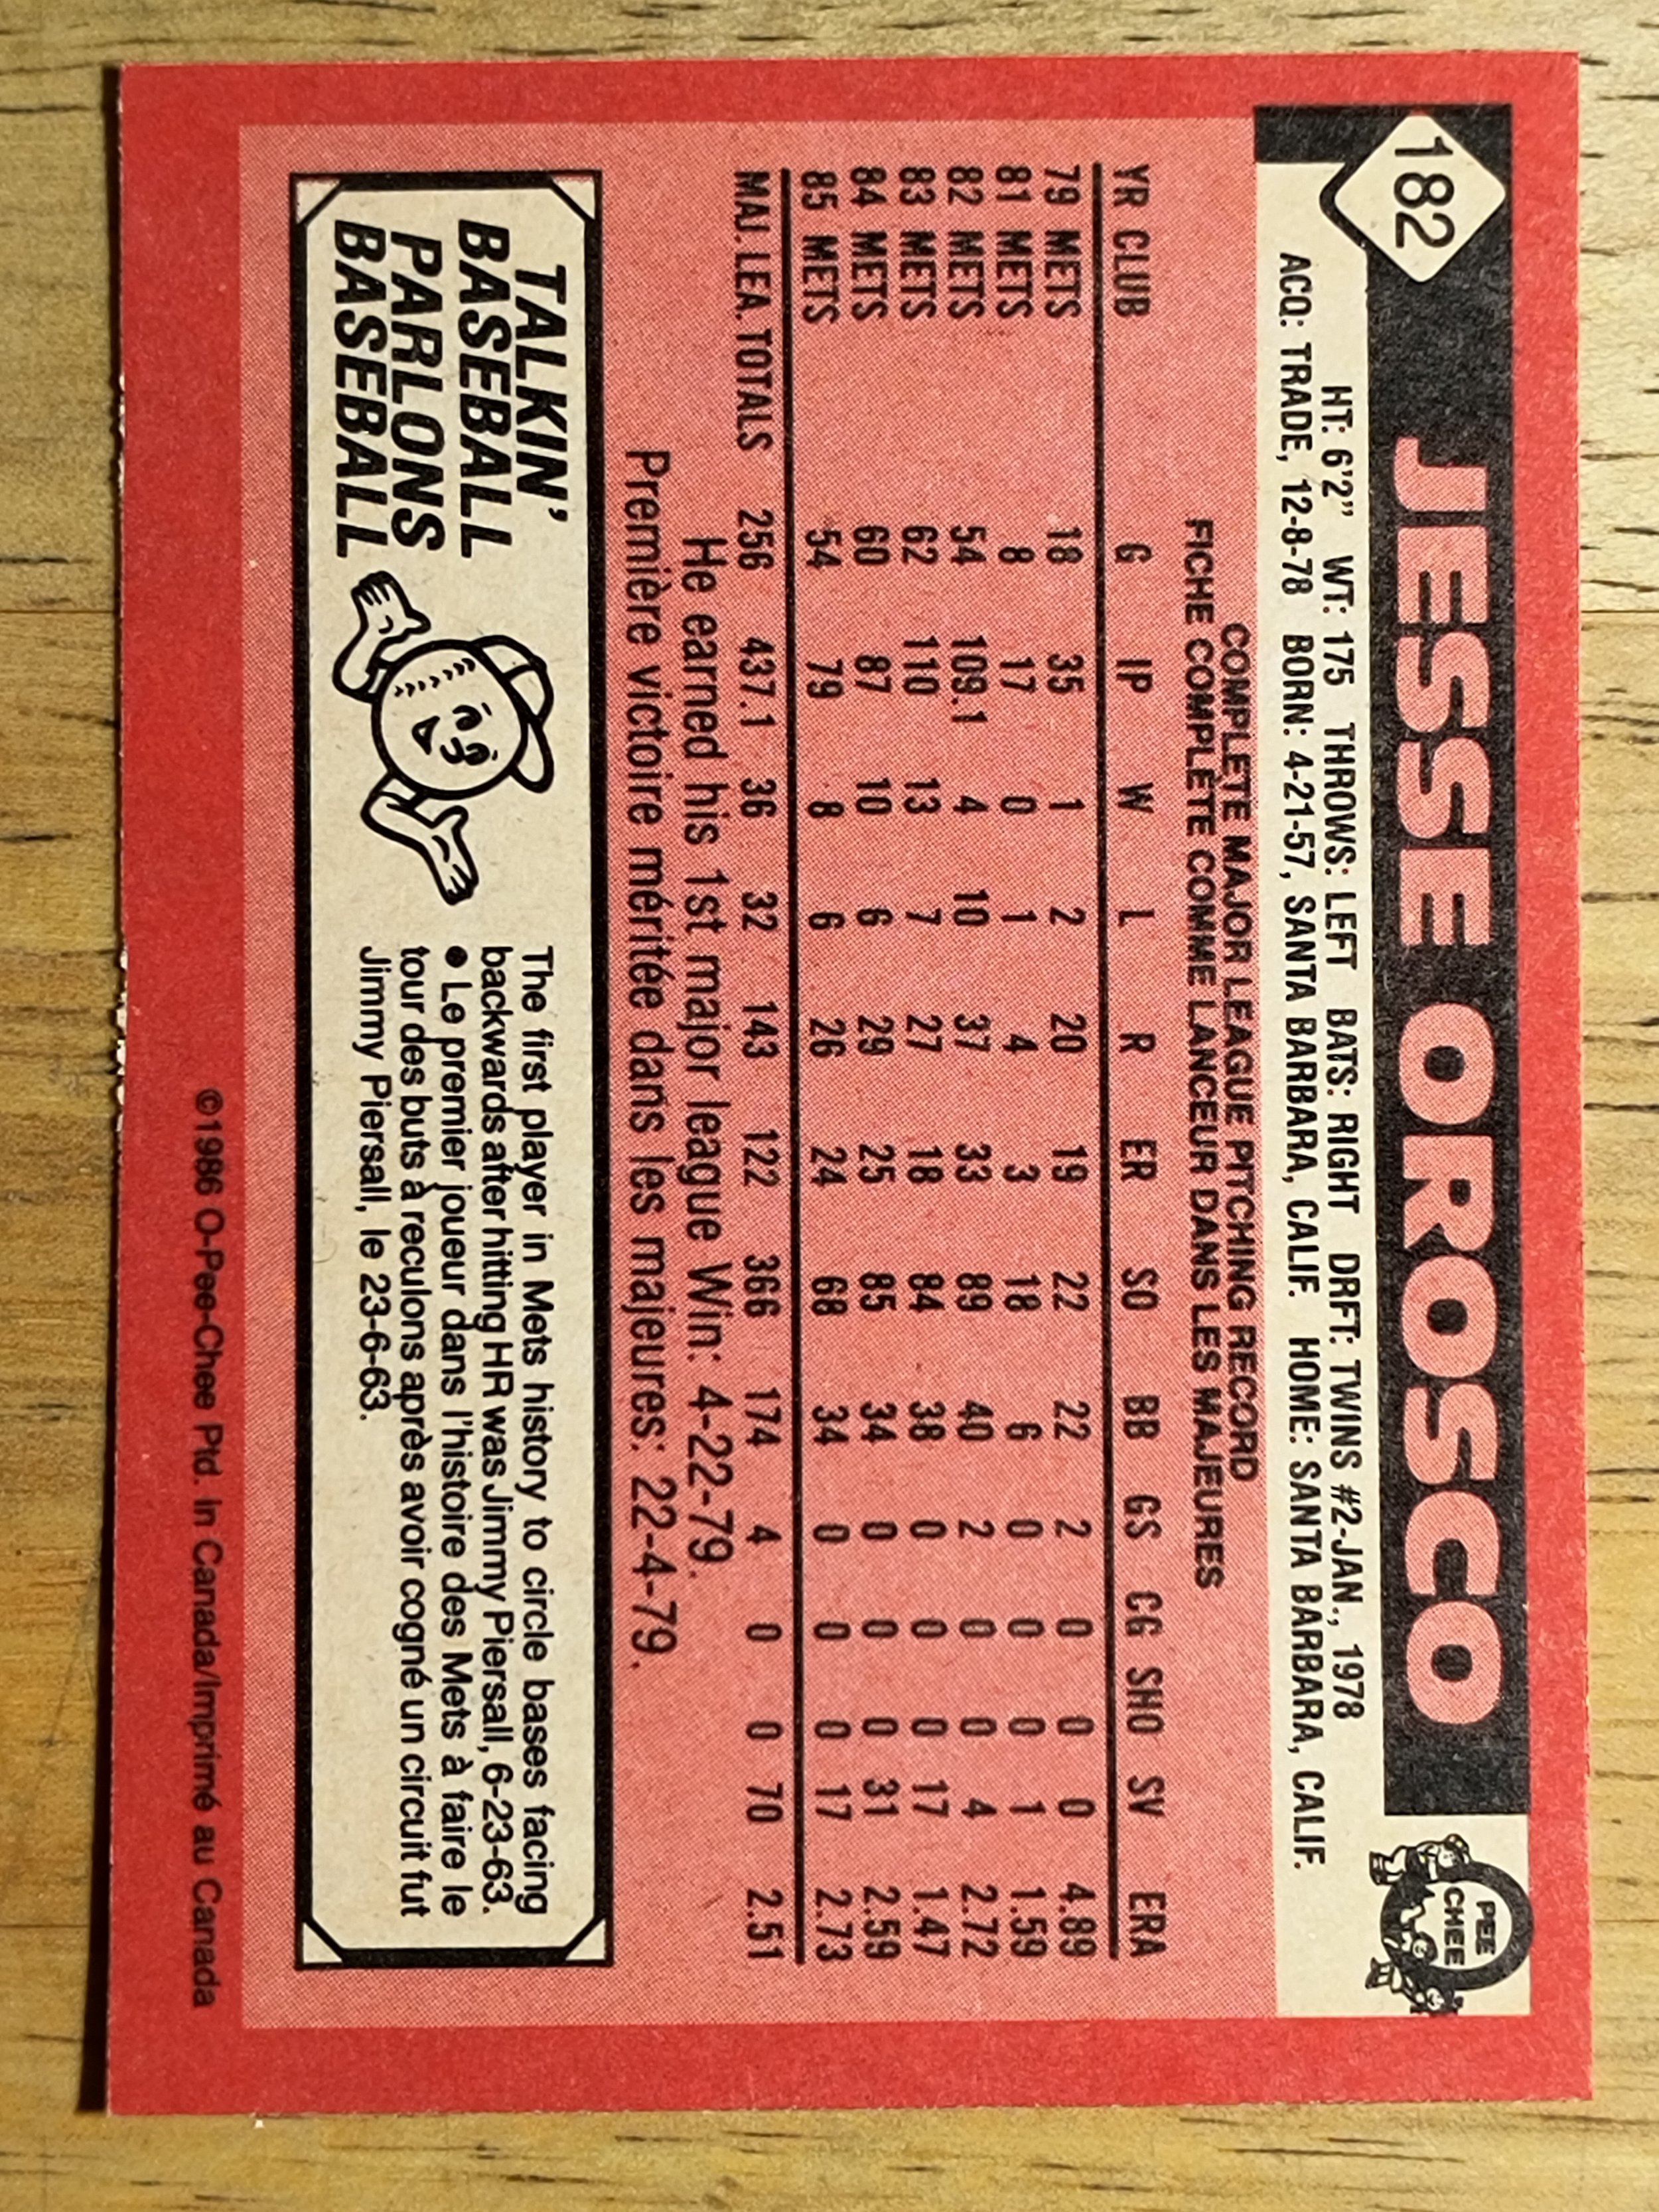 182
JESSE OROSCO
PEE
CHEE
HT: 6'2" WT: 175 THROWS: LEFT BATS: RIGHT DRFT: TWINS #2-JAN., 1978
ACQ: TRADE, 12-8-78 BORN: 4-21-57, SANTA BARBARA, CALIF. HOME: SANTA BARBARA, CALIF.
COMPLETE MAJOR LEAGUE PITCHING RECORD
FICHE COMPLÈTE COMME LANCEUR DANS LES MAJEURES
YR CLUB G IP W L R ER SO BB GS CG SHO SV ERA
79 METS 18 35 1 2 20 19 22 22 2 0 0 0 4.89
81 METS 8 17 0 1 4 3 18 6 0 0 0 1 1.59
82 METS 54 109.1 4 10 37 33 89 40 2 0 0 4 2.72
83 METS 62 110 13 7 27 18 84 38 0 0 0 17 1.47
84 METS 60 87 10 6 29 25 85 34 0 0 0 31 2.59
85 METS 54 79 8 6 26 24 68 34 0 0 0 17 2.73
MAJ. LEA. TOTALS 256 437.1 36 32 143 122 366 174 4 0 0 70 2.51
He earned his 1st major league Win: 4-22-79.
Première victoire méritée dans les majeures: 22-4-79.
TALKIN'
BASEBALL
PARLONS
BASEBALL
The first player in Mets history to circle bases facing
backwards after hitting HR was Jimmy Piersall, 6-23-63.
● Le premier joueur dans l'histoire des Mets à faire le
tour des buts à reculons après avoir cogné un circuit fut
Jimmy Piersall, le 23-6-63.
©1986 O-Pee-Chee Ptd. in Canada/Imprimé au Canada